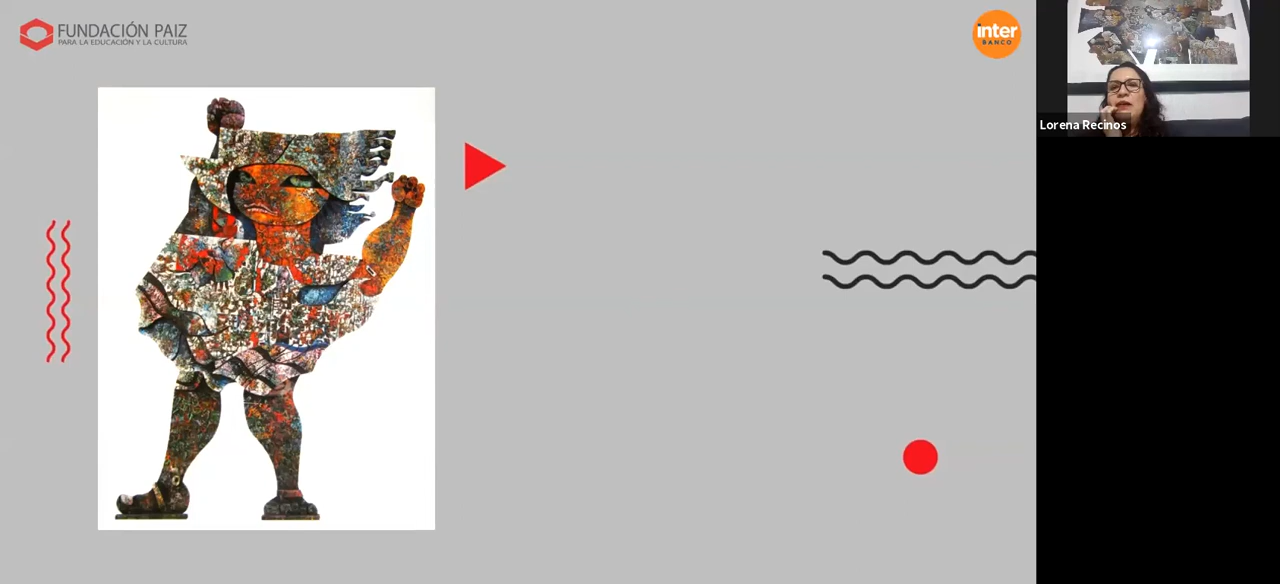 FUNDACIÓN PAIZ
PARA LA EDUCACIÓN Y LA CULTURA
inter
BANCO
Lorena Recinos